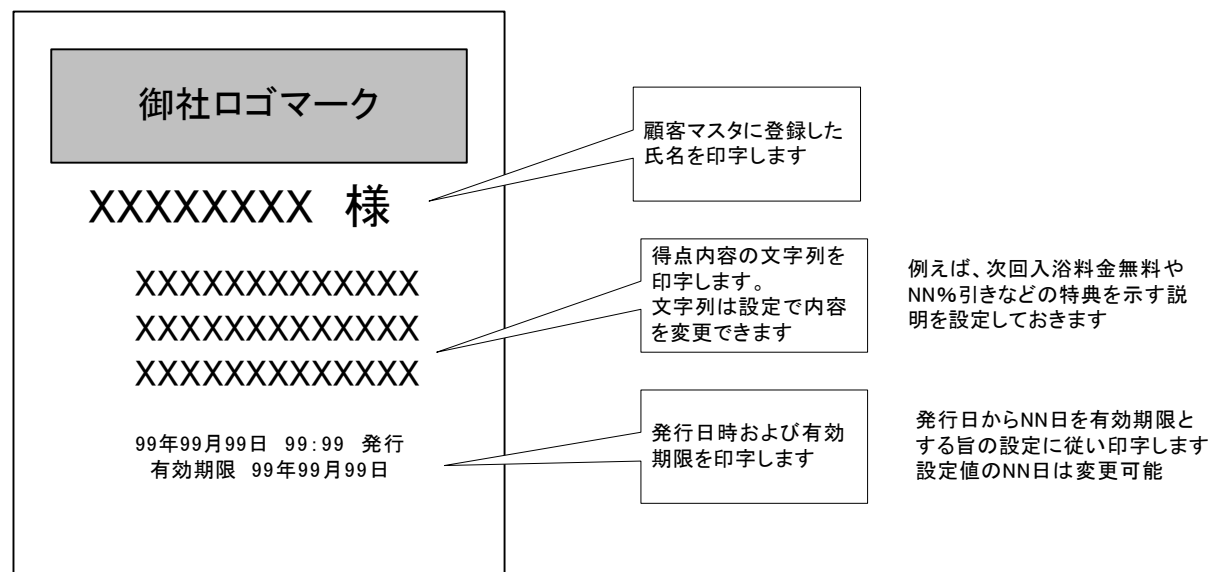 御社ロゴマーク
XXXXXXXX 様
XXXXXXXXXXXXX
XXXXXXXXXXXXX
XXXXXXXXXXXXX
99年99月99日 99:99 発行
有効期限 99年99月99日
顧客マスタに登録した
氏名を印字します
得点内容の文字列を
印字します。
文字列は設定で内容
を変更できます
例えば、次回入浴料金無料や
NN%引きなどの特典を示す説
明を設定しておきます
発行日時および有効
期限を印字します
発行日からNN日を有効期限と
する旨の設定に従い印字します
設定値のNN日は変更可能